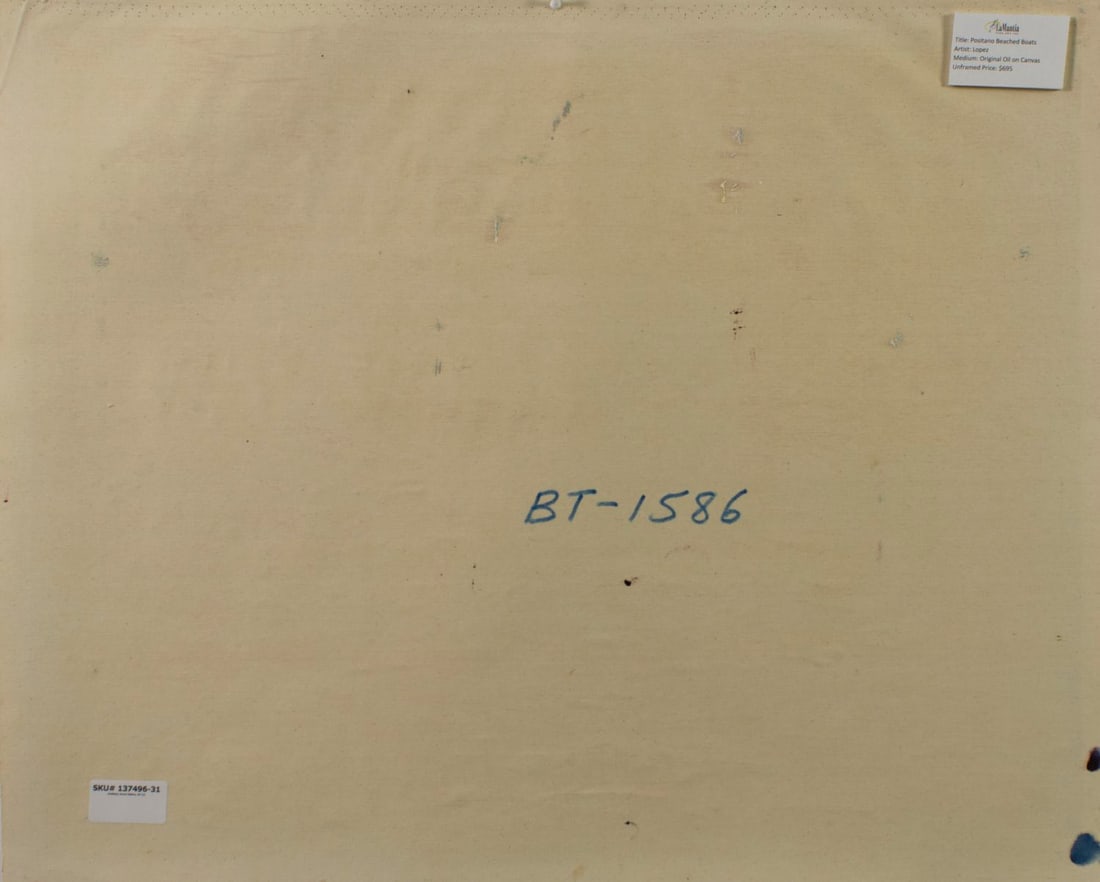 LaMantia
Title: Positano Beached Boats
Artist: Lopez
Medium: Original Oil on Canvas
Unframed Price: $695
BT-1586
SKU# 137496-31